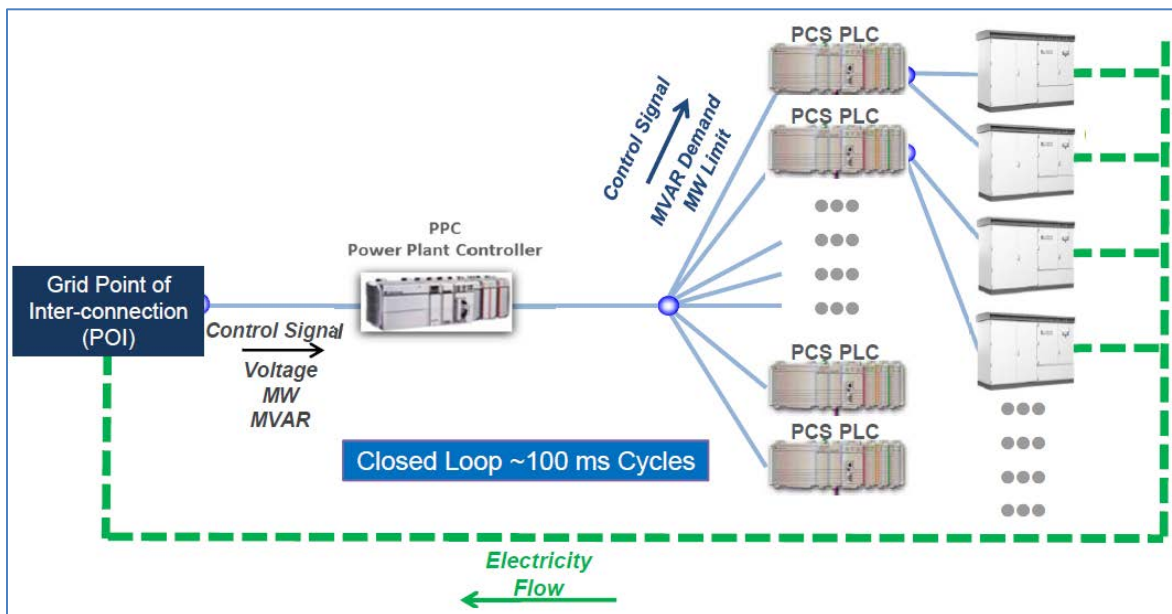 PCS PLC
PCS PLC
Control Signal
MVAR Demand
MW Limit
PPC
Power Plant Controller
Grid Point of
Inter-connection
(POI)
Control Signal
Voltage
MW
MVAR
PCS PLC
PCS PLC
Closed Loop ~100 ms Cycles
Electricity
Flow